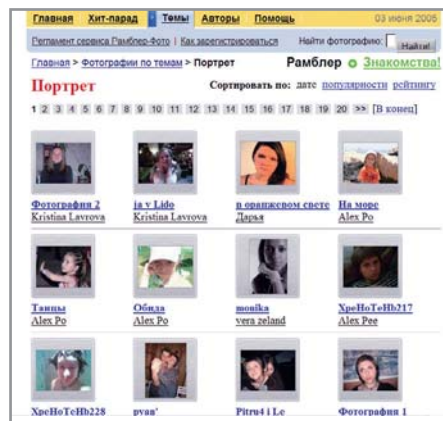 Главная Хит-парад Темы Авторы Помощь 03 июня 2005
Регламент сервиса Рамблер-Фото | Как зарегистрироваться Найти фотографию: Найти!
Главная > Фотографии по темам > Портрет Рамблер Знакомства!
Портрет Сортировать по: дате популярности рейтингу
1 2 3 4 5 6 7 8 9 10 11 12 13 14 15 16 17 18 19 20 >> [В конец]
Фотография 2 ja v Lido в оранжевом свете На море
Kristina Lavrova Kristina Lavrova Дарья Alex Po
Танцы Обида monika XpeHoTeHb217
Alex Po Alex Po vera zeland Alex Pee
XpeHoTeHb228 pyan' Pitru4 i Le Фотография 1